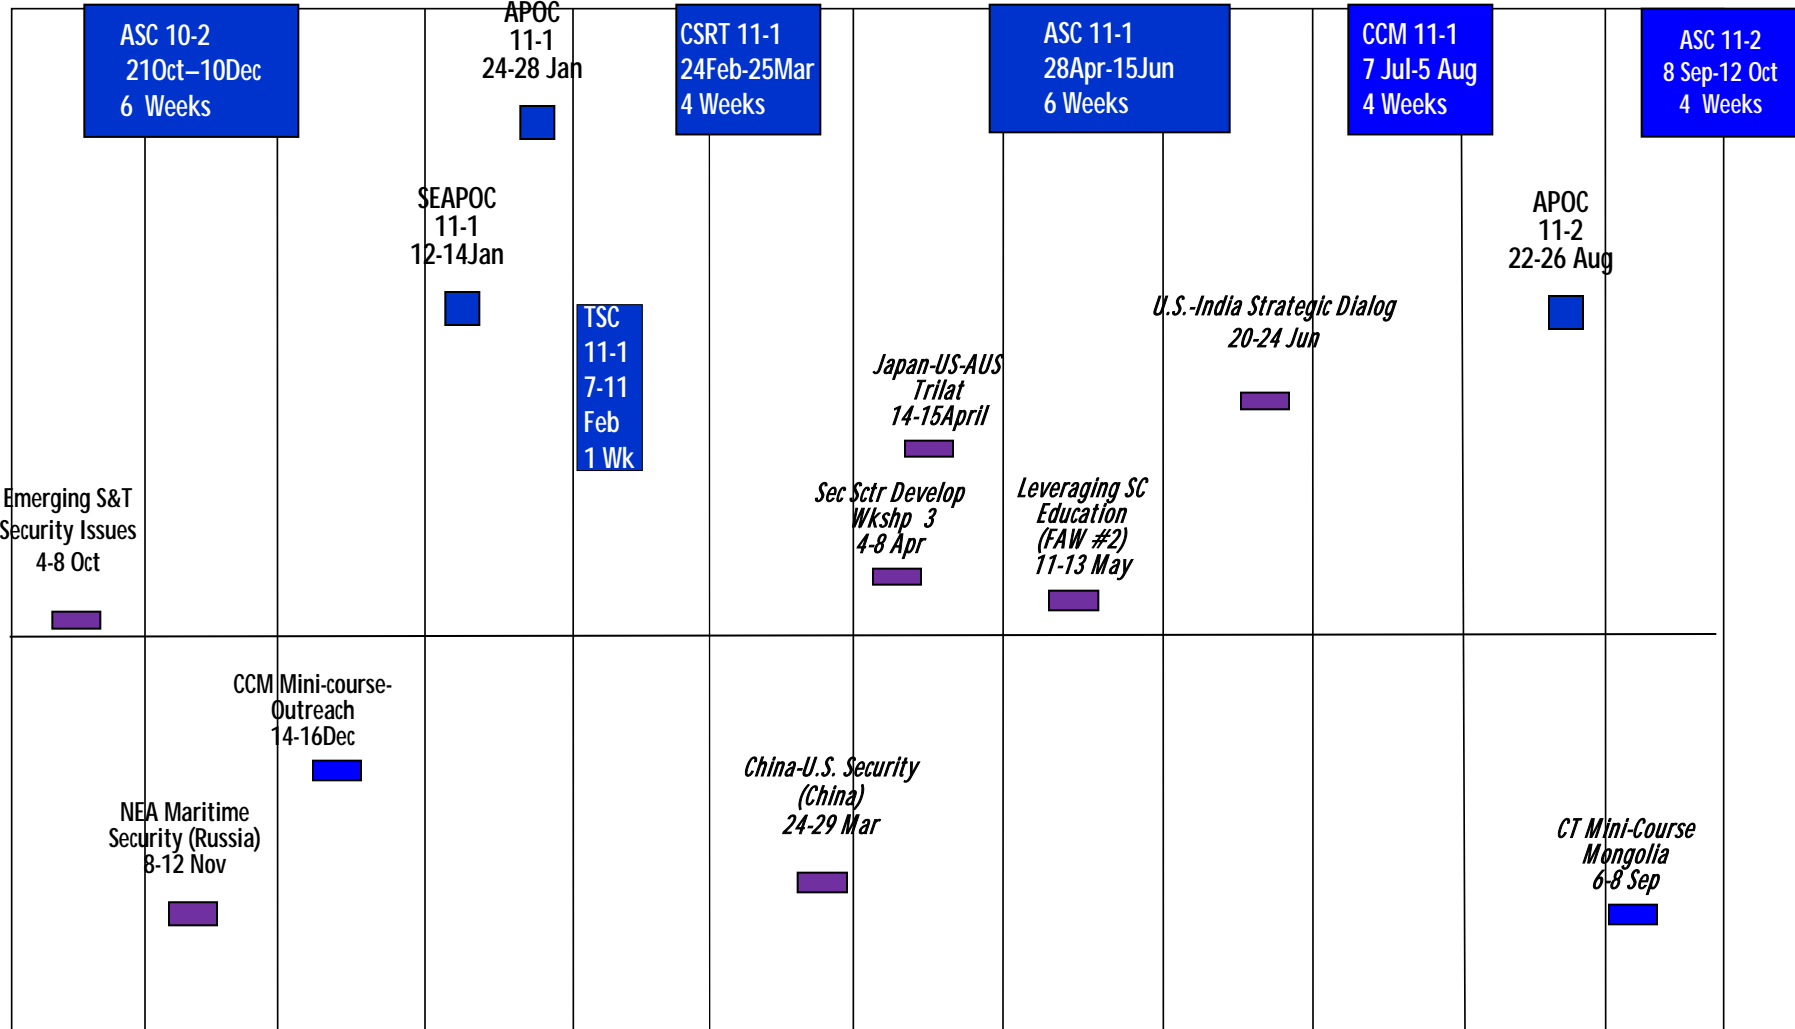 ASC 10-2
21Oct–10Dec
6 Weeks
APOC
11-1
24-28 Jan
CSRT 11-1
24Feb-25Mar
4 Weeks
ASC 11-1
28Apr-15Jun
6 Weeks
CCM 11-1
7 Jul-5 Aug
4 Weeks
ASC 11-2
8 Sep-12 Oct
4 Weeks
SEAPOC
11-1
12-14Jan
APOC
11-2
22-26 Aug
TSC
11-1
7-11
Feb
1 Wk
U.S.-India Strategic Dialog
20-24 Jun
Japan-US-AUS
Trilat
14-15April
Emerging S&T
Security Issues
4-8 Oct
Sec Sctr Develop
Wkshp 3
4-8 Apr
Leveraging SC
Education
(FAW #2)
11-13 May
CCM Mini-course-
Outreach
14-16Dec
NEA Maritime
Security (Russia)
8-12 Nov
China-U.S. Security
(China)
24-29 Mar
CT Mini-Course
Mongolia
6-8 Sep